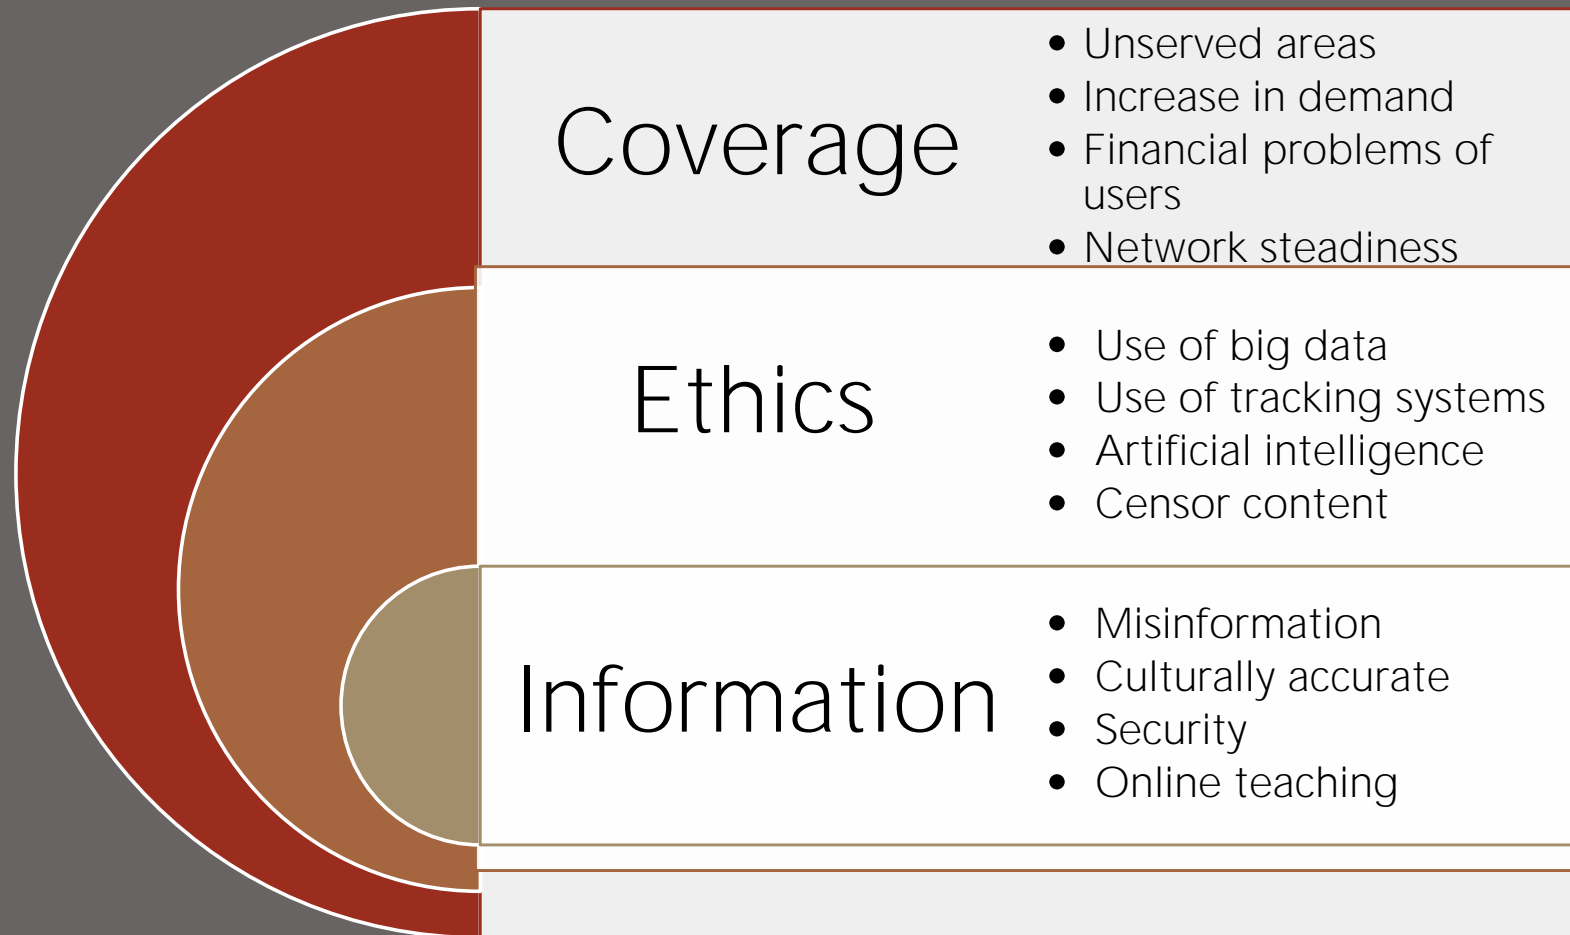 Coverage
• Unserved areas
• Increase in demand
• Financial problems of
users
• Network steadiness
Ethics
• Use of big data
• Use of tracking systems
• Artificial intelligence
• Censor content
Information
• Misinformation
• Culturally accurate
• Security
• Online teaching